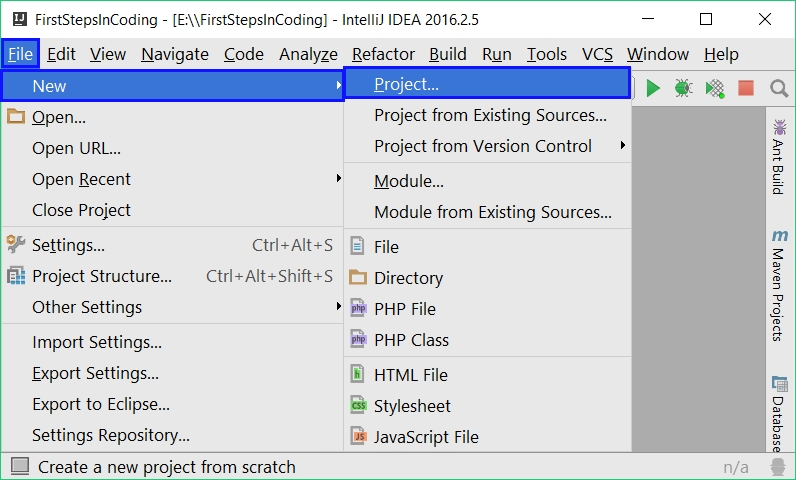 FirstStepsInCoding - [E:\\FirstStepsInCoding] - IntelliJ IDEA 2016.2.5
File Edit View Navigate Code Analyze Refactor Build Run Tools VCS Window Help
New
Open...
Open URL...
Open Recent
Close Project
Settings... Ctrl+Alt+S
Project Structure... Ctrl+Alt+Shift+S
Other Settings
Import Settings...
Export Settings...
Export to Eclipse...
Settings Repository...
Project...
Project from Existing Sources...
Project from Version Control
Module...
Module from Existing Sources...
File
Directory
php PHP File
php PHP Class
h HTML File
CSS Stylesheet
JS JavaScript File
Ant Build
m Maven Projects
Database
Create a new project from scratch
n/a